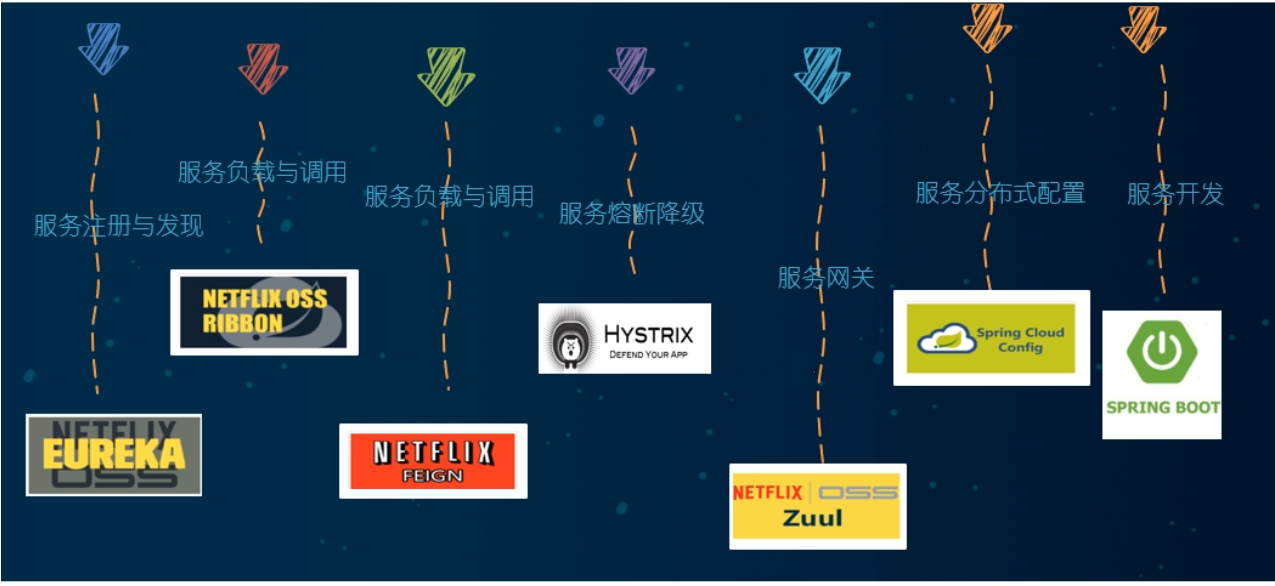 服务注册与发现
NETFLIX
EUREKA
OSS
服务负载与调用
NETFLIX OSS
RIBBON
服务负载与调用
NETFLIX
FEIGN
服务熔断降级
HYSTRIX
DEFEND YOUR APP
服务网关
NETFLIX OSS
Zuul
服务分布式配置
Spring Cloud
Config
服务开发
SPRING BOOT